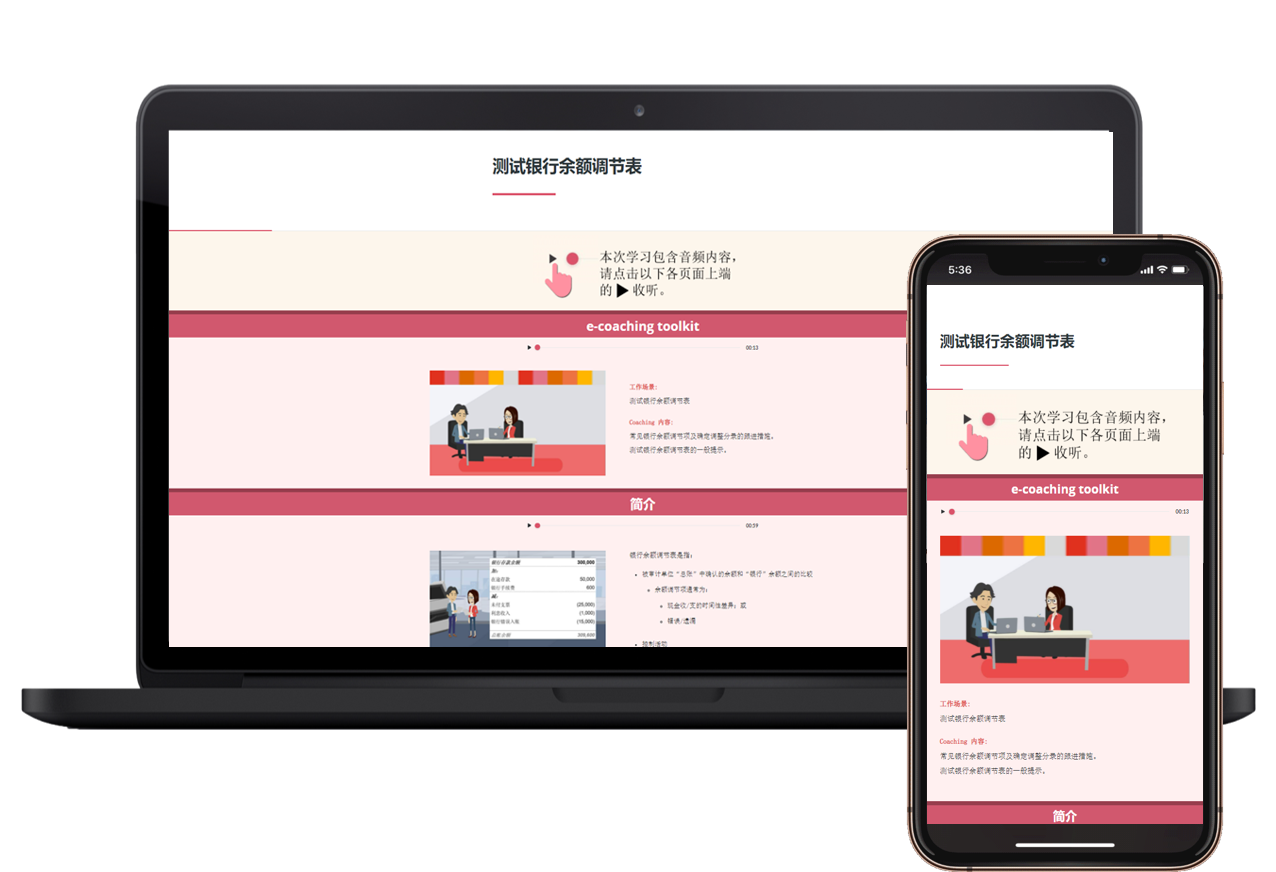 测试银行余额调节表
本次学习包含音频内容，
请点击以下各页面上端
的 ▶ 收听。
e-coaching toolkit
00:13
工作场景:
测试银行余额调节表
Coaching 内容:
常见银行余额调节项及确定调整分录的跟进措施。
测试银行余额调节表的一般提示。
简介
00:59
银行余额调节表是指:
被审计单位“总账”中确认的余额和“银行”余额之间的比较
余额调节项通常为:
现金收/支的时间性差异; 或
错误/遗漏
控制活动
银行存款余额 300,000
加:
在途存款 50,000
银行手续费 600
减:
未付支票 (25,000)
利息收入 (1,000)
银行错误入账 (15,000)
总账余额 309,600
5:36
测试银行余额调节表
本次学习包含音频内容，
请点击以下各页面上端
的 ▶ 收听。
e-coaching toolkit
00:13
工作场景:
测试银行余额调节表
Coaching 内容:
常见银行余额调节项及确定调整分录的跟进措施。
测试银行余额调节表的一般提示。
简介